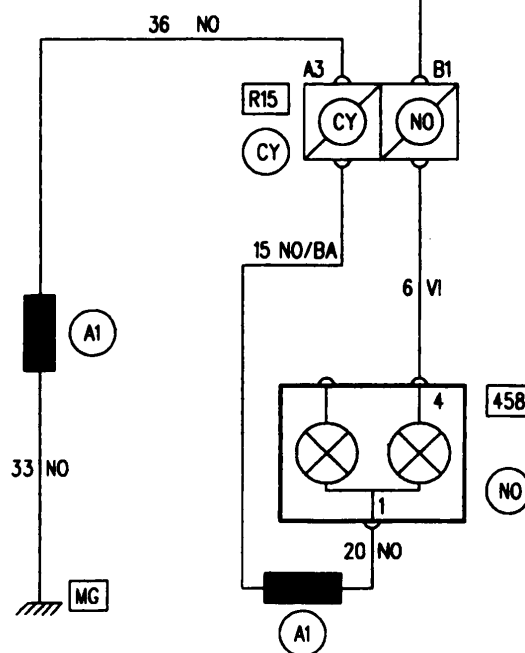 36 NO
A3 B1
R15 CY NO
CY
15 NO/BA
6 VI
A1
4 458
33 NO
NO
1
20 NO
MG
A1